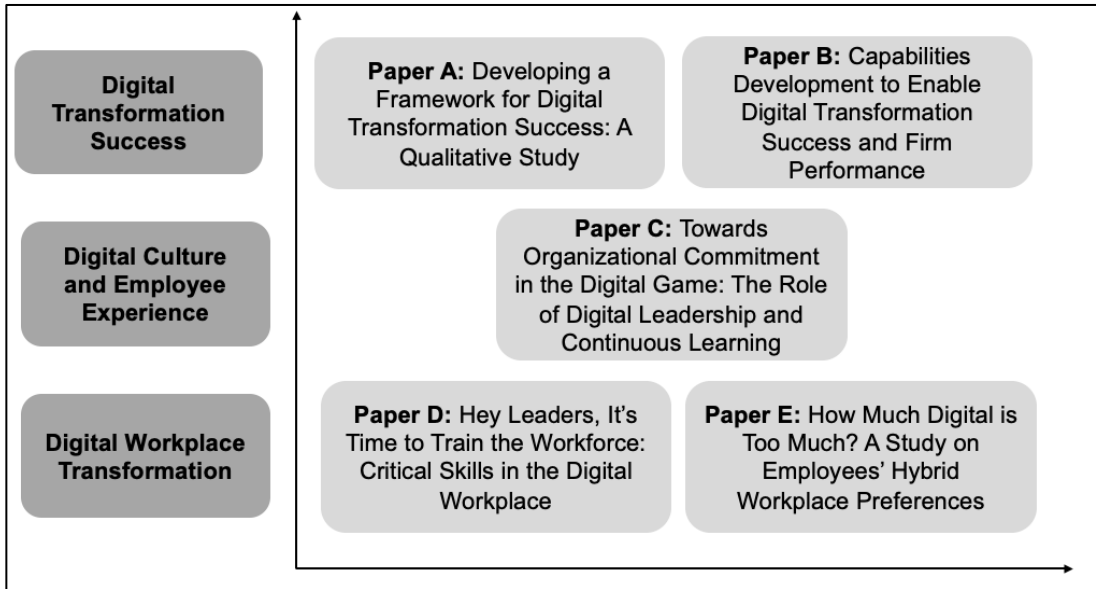 Digital
Transformation
Success
Paper A: Developing a
Framework for Digital
Transformation Success: A
Qualitative Study
Paper B: Capabilities
Development to Enable
Digital Transformation
Success and Firm
Performance
Digital Culture
and Employee
Experience
Paper C: Towards
Organizational Commitment
in the Digital Game: The Role
of Digital Leadership and
Continuous Learning
Digital Workplace
Transformation
Paper D: Hey Leaders, It’s
Time to Train the Workforce:
Critical Skills in the Digital
Workplace
Paper E: How Much Digital is
Too Much? A Study on
Employees’ Hybrid
Workplace Preferences